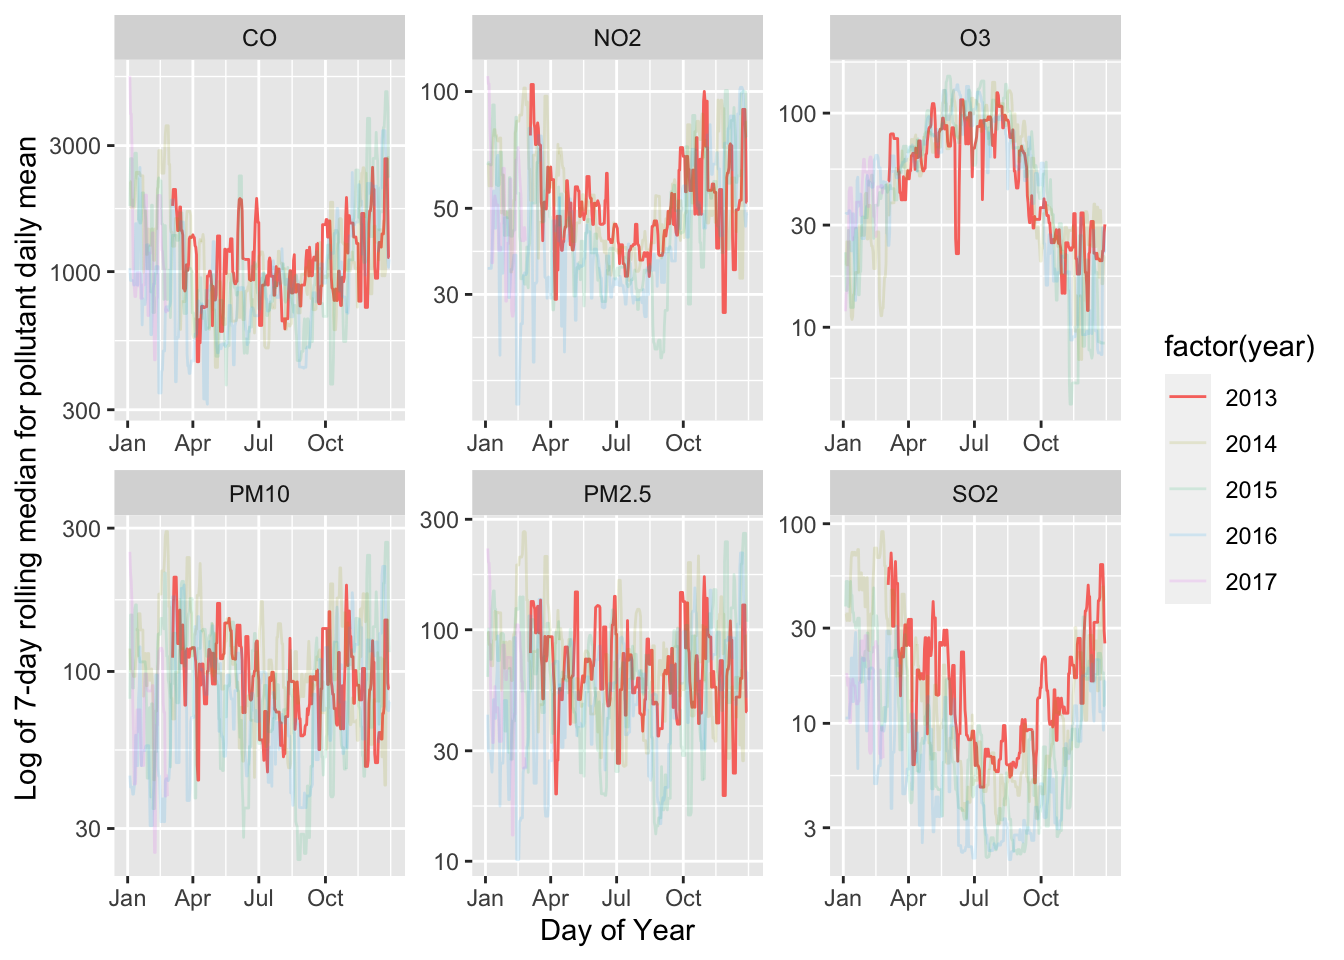 CO
NO2
O3
3000
1000
300
100
50
30
100
30
10
Jan Apr Jul Oct
Jan Apr Jul Oct
Jan Apr Jul Oct
PM10
PM2.5
SO2
300
100
30
300
100
30
10
100
30
10
3
Jan Apr Jul Oct
Jan Apr Jul Oct
Jan Apr Jul Oct
Day of Year
Log of 7-day rolling median for pollutant daily mean
factor(year)
2013
2014
2015
2016
2017